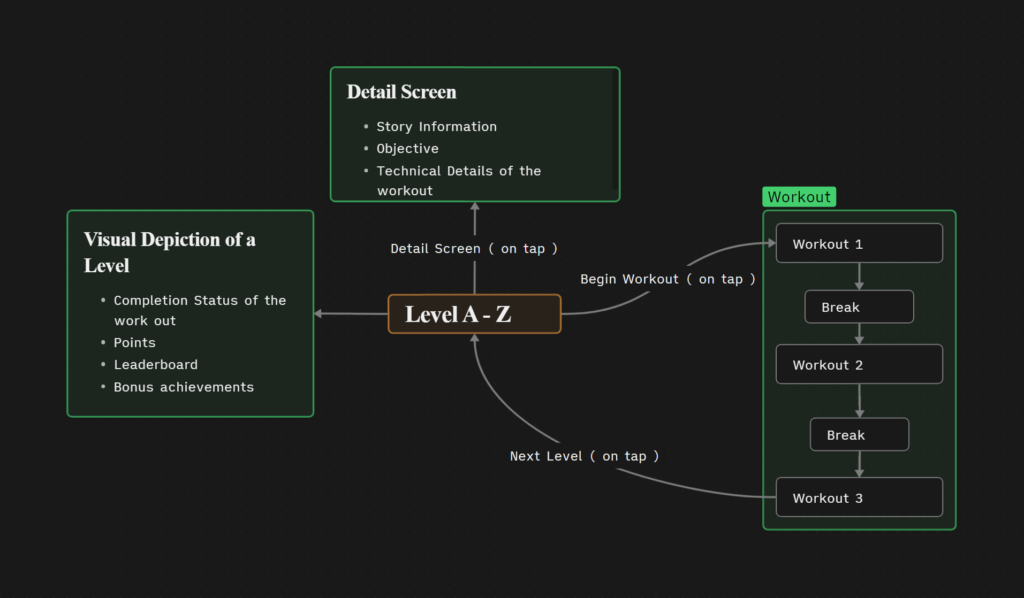 Detail Screen
• Story Information
• Objective
• Technical Details of the
workout
Workout
Visual Depiction of a
Level
• Completion Status of the
work out
• Points
• Leaderboard
• Bonus achievements
Detail Screen ( on tap )
Begin Workout ( on tap )
Level A - Z
Next Level ( on tap )
Workout 1
Break
Workout 2
Break
Workout 3